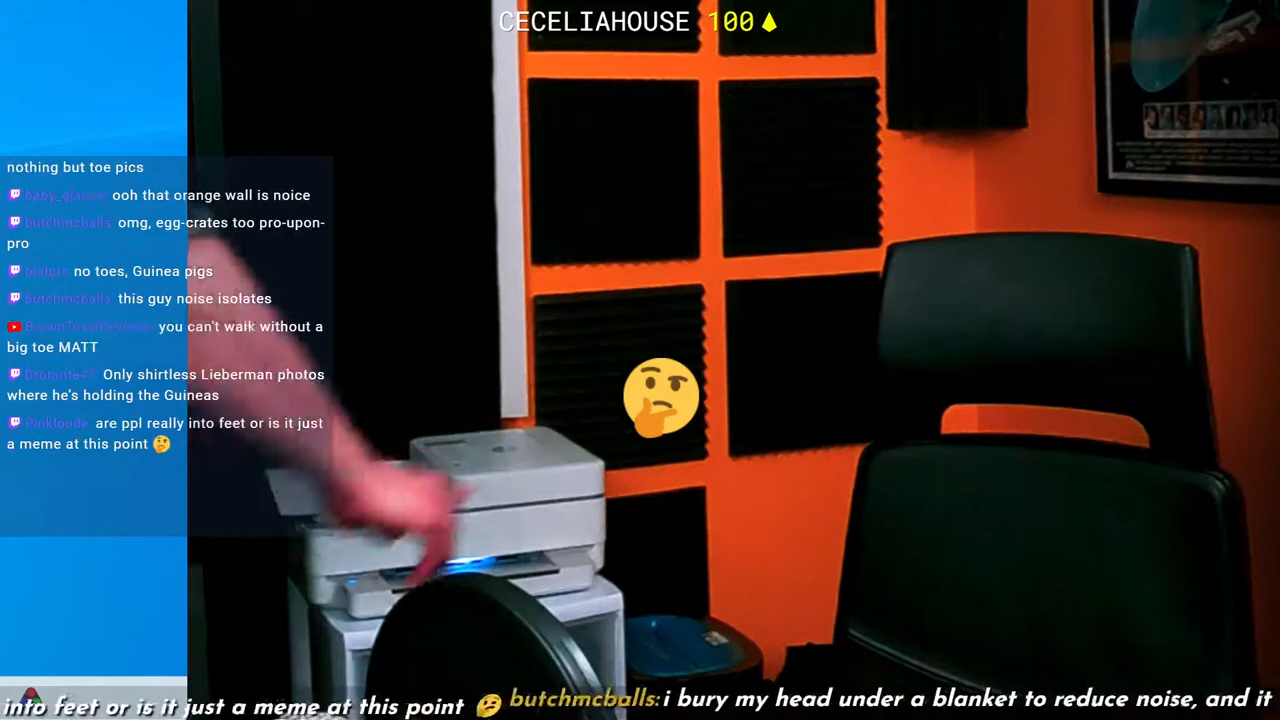 CECELIAHOUSE 100
nothing but toe pics
ooh that orange wall is noice
butchmcballs omg, egg-crates too pro-upon-
pro
no toes, Guinea pigs
butchmcballs this guy noise isolates
you can't walk without a
big toe MATT
Only shirtless Lieberman photos
where he's holding the Guineas
Pinkloude are ppl really into feet or is it just
a meme at this point 🤔
into feet or is it just a meme at this point 🤔 butchmcballs: i bury my head under a blanket to reduce noise, and it